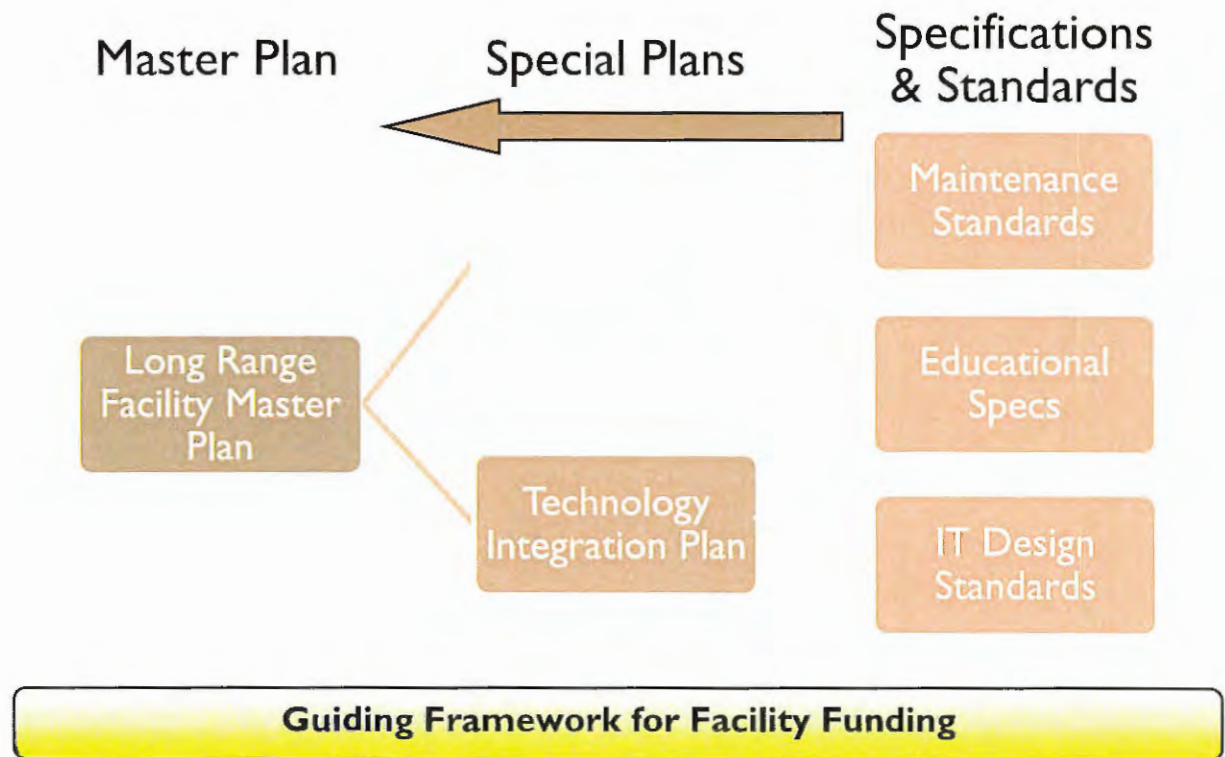 Master Plan
Special Plans
Specifications
& Standards
Maintenance
Standards
Long Range
Facility Master
Plan
Educational
Specs
Technology
Integration Plan
IT Design
Standards
Guiding Framework for Facility Funding